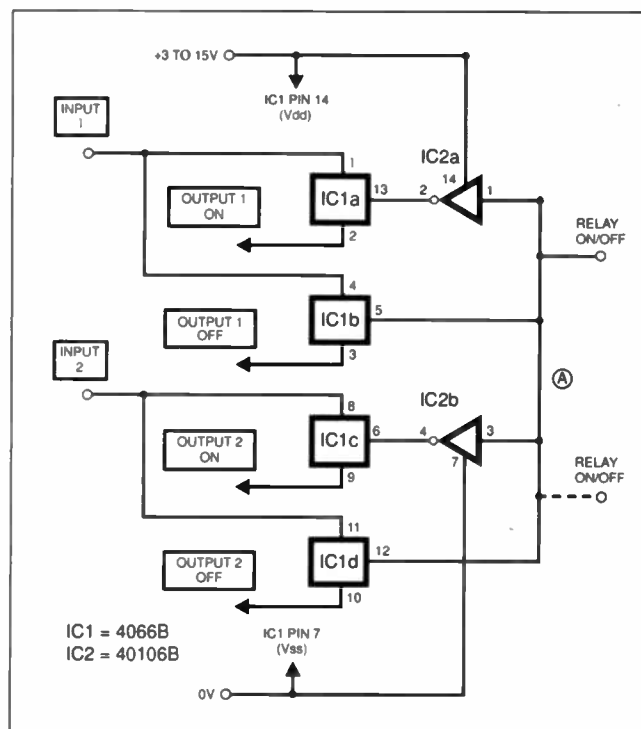 +3 TO 15V
IC1 PIN 14
(Vdd)
INPUT
1
IC2a
14
1
IC1a
13
2
1
OUTPUT 1
ON
2
RELAY
ON/OFF
4
IC1b
5
OUTPUT 1
OFF
3
INPUT
2
A
8
IC2b
IC1c
6
4
3
7
OUTPUT 2
ON
9
RELAY
ON/OFF
11
IC1d
12
OUTPUT 2
OFF
10
IC1 = 4066B
IC2 = 40106B
IC1 PIN 7
(Vss)
0V